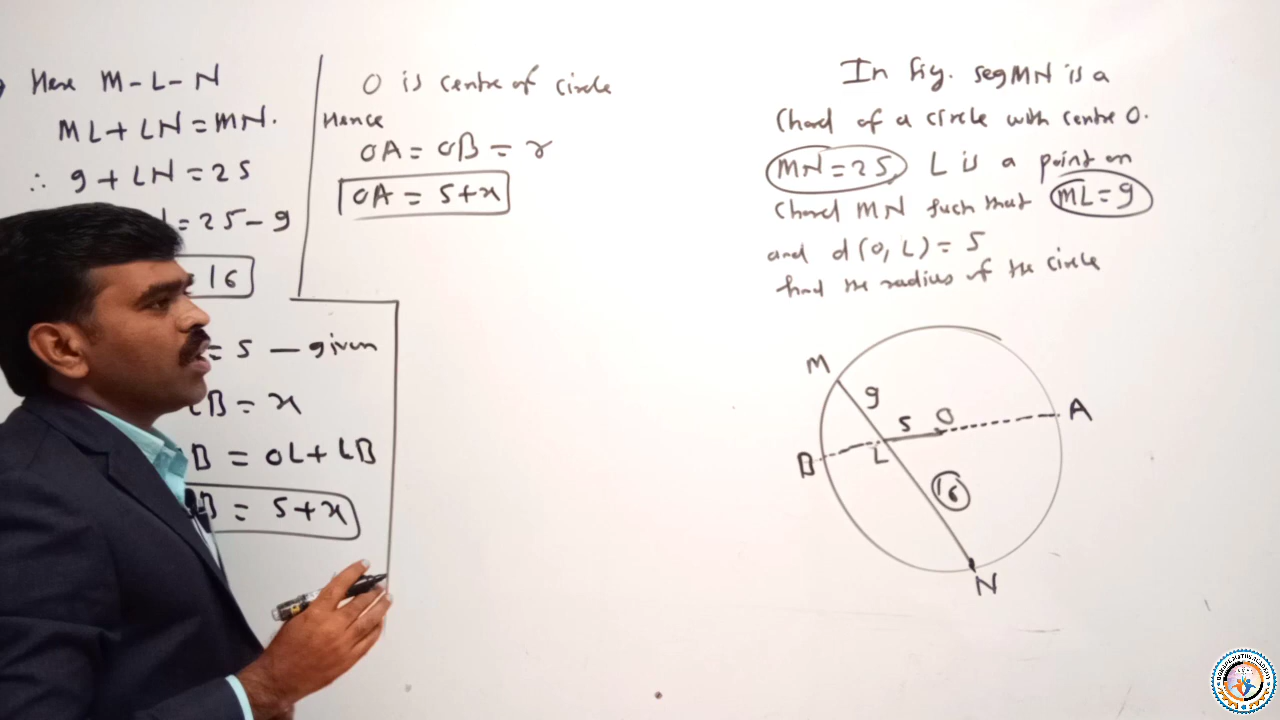 Here M-L-N
ML+LN=MN.
∴ 9+LN=25
=25-9
=16
=5 - given
LB=x
B = OL+LB
B = 5+x
O is centre of circle
Hence
OA=OB=r
OA = 5+x
In fig. seg MN is a
Chord of a circle with centre O.
MN=25, L is a point on
Chord MN such that ML=9
and d(O,L)=5
find the radius of the circle
M
9
5
O
A
B
L
16
N